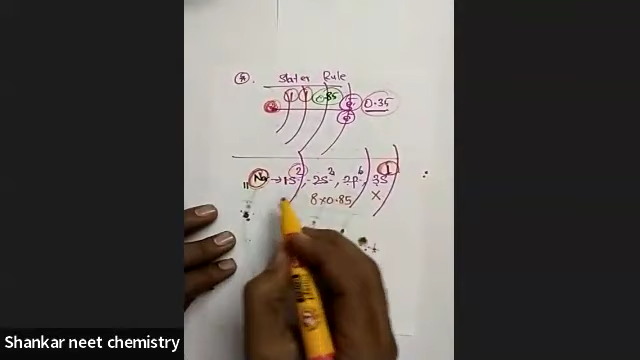 Slater Rule
1 1 0.85 0.35
11 Na → 1s² 2s² 2p⁶ 3s¹
8×0.85 ×
Shankar neet chemistry